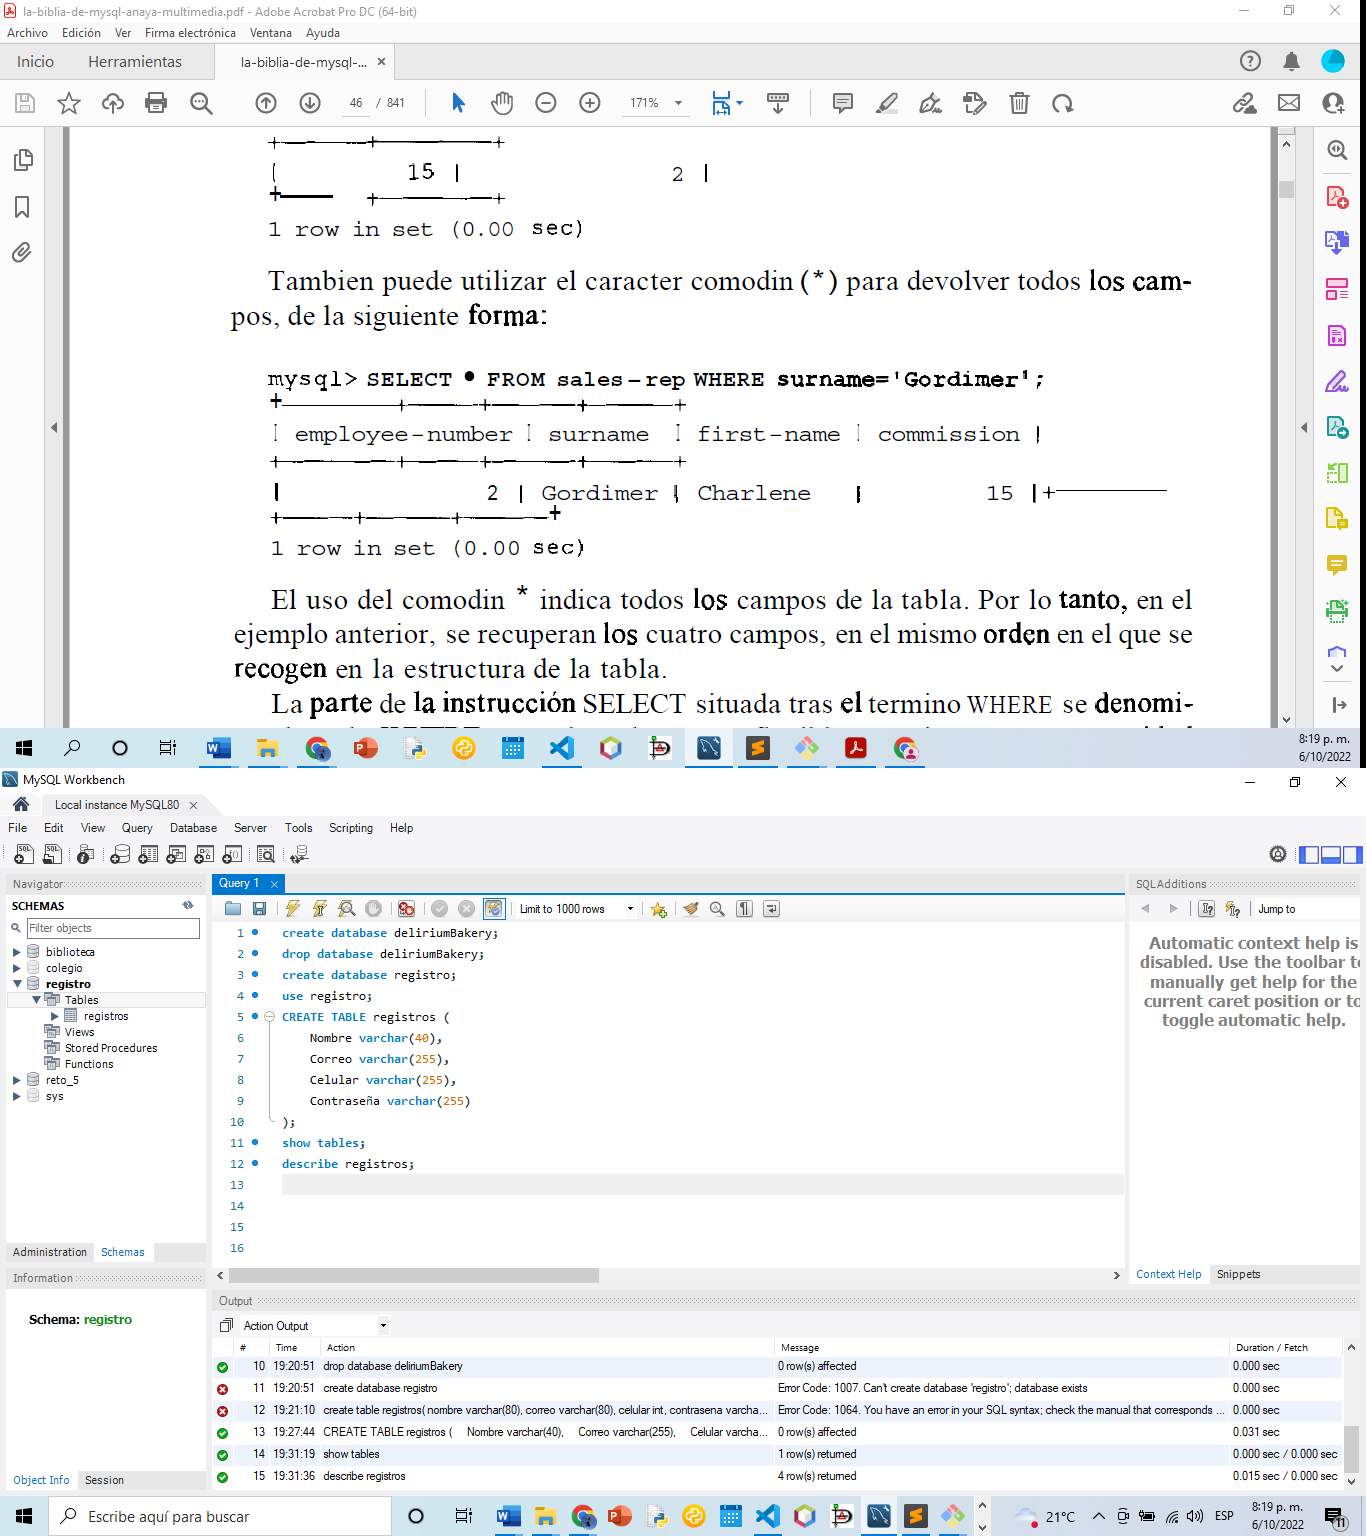 la-biblia-de-mysql-anaya-multimedia.pdf - Adobe Acrobat Pro DC (64-bit)
Archivo Edición Ver Firma electrónica Ventana Ayuda
Inicio Herramientas la-biblia-de-mysql-... ×
46 / 841 171%
15 | 2 |
1 row in set (0.00 sec)
Tambien puede utilizar el caracter comodin (*) para devolver todos los cam-
pos, de la siguiente forma:
mysql> SELECT • FROM sales-rep WHERE surname='Gordimer';
| employee-number | surname | first-name | commission |
| 2 | Gordimer | Charlene | 15 |+
1 row in set (0.00 sec)
El uso del comodin * indica todos los campos de la tabla. Por lo tanto, en el
ejemplo anterior, se recuperan los cuatro campos, en el mismo orden en el que se
recogen en la estructura de la tabla.
La parte de la instrucción SELECT situada tras el termino WHERE se denomi-
8:19 p. m.
6/10/2022
MySQL Workbench
Local instance MySQL80 ×
File Edit View Query Database Server Tools Scripting Help
Navigator
SCHEMAS
Filter objects
biblioteca
colegio
registro
Tables
registros
Views
Stored Procedures
Functions
reto_5
sys
Administration Schemas
Information
Schema: registro
Object Info Session
Query 1 ×
Limit to 1000 rows
1 create database deliriumBakery;
2 drop database deliriumBakery;
3 create database registro;
4 use registro;
5 CREATE TABLE registros (
6 Nombre varchar(40),
7 Correo varchar(255),
8 Celular varchar(255),
9 Contraseña varchar(255)
10 );
11 show tables;
12 describe registros;
13
14
15
16
SQLAdditions
Jump to
Automatic context help is
disabled. Use the toolbar to
manually get help for the
current caret position or to
toggle automatic help.
Context Help Snippets
Output
Action Output
# Time Action Message Duration / Fetch
10 19:20:51 drop database deliriumBakery 0 row(s) affected 0.000 sec
11 19:20:51 create database registro Error Code: 1007. Can't create database 'registro'; database exists 0.000 sec
12 19:21:10 create table registros( nombre varchar(80), correo varchar(80), celular int, contrasena varcha... Error Code: 1064. You have an error in your SQL syntax; check the manual that corresponds ... 0.000 sec
13 19:27:44 CREATE TABLE registros ( Nombre varchar(40), Correo varchar(255), Celular varcha... 0 row(s) affected 0.031 sec
14 19:31:19 show tables 1 row(s) returned 0.000 sec / 0.000 sec
15 19:31:36 describe registros 4 row(s) returned 0.015 sec / 0.000 sec
Escribe aquí para buscar
21°C ESP 8:19 p. m.
6/10/2022 11